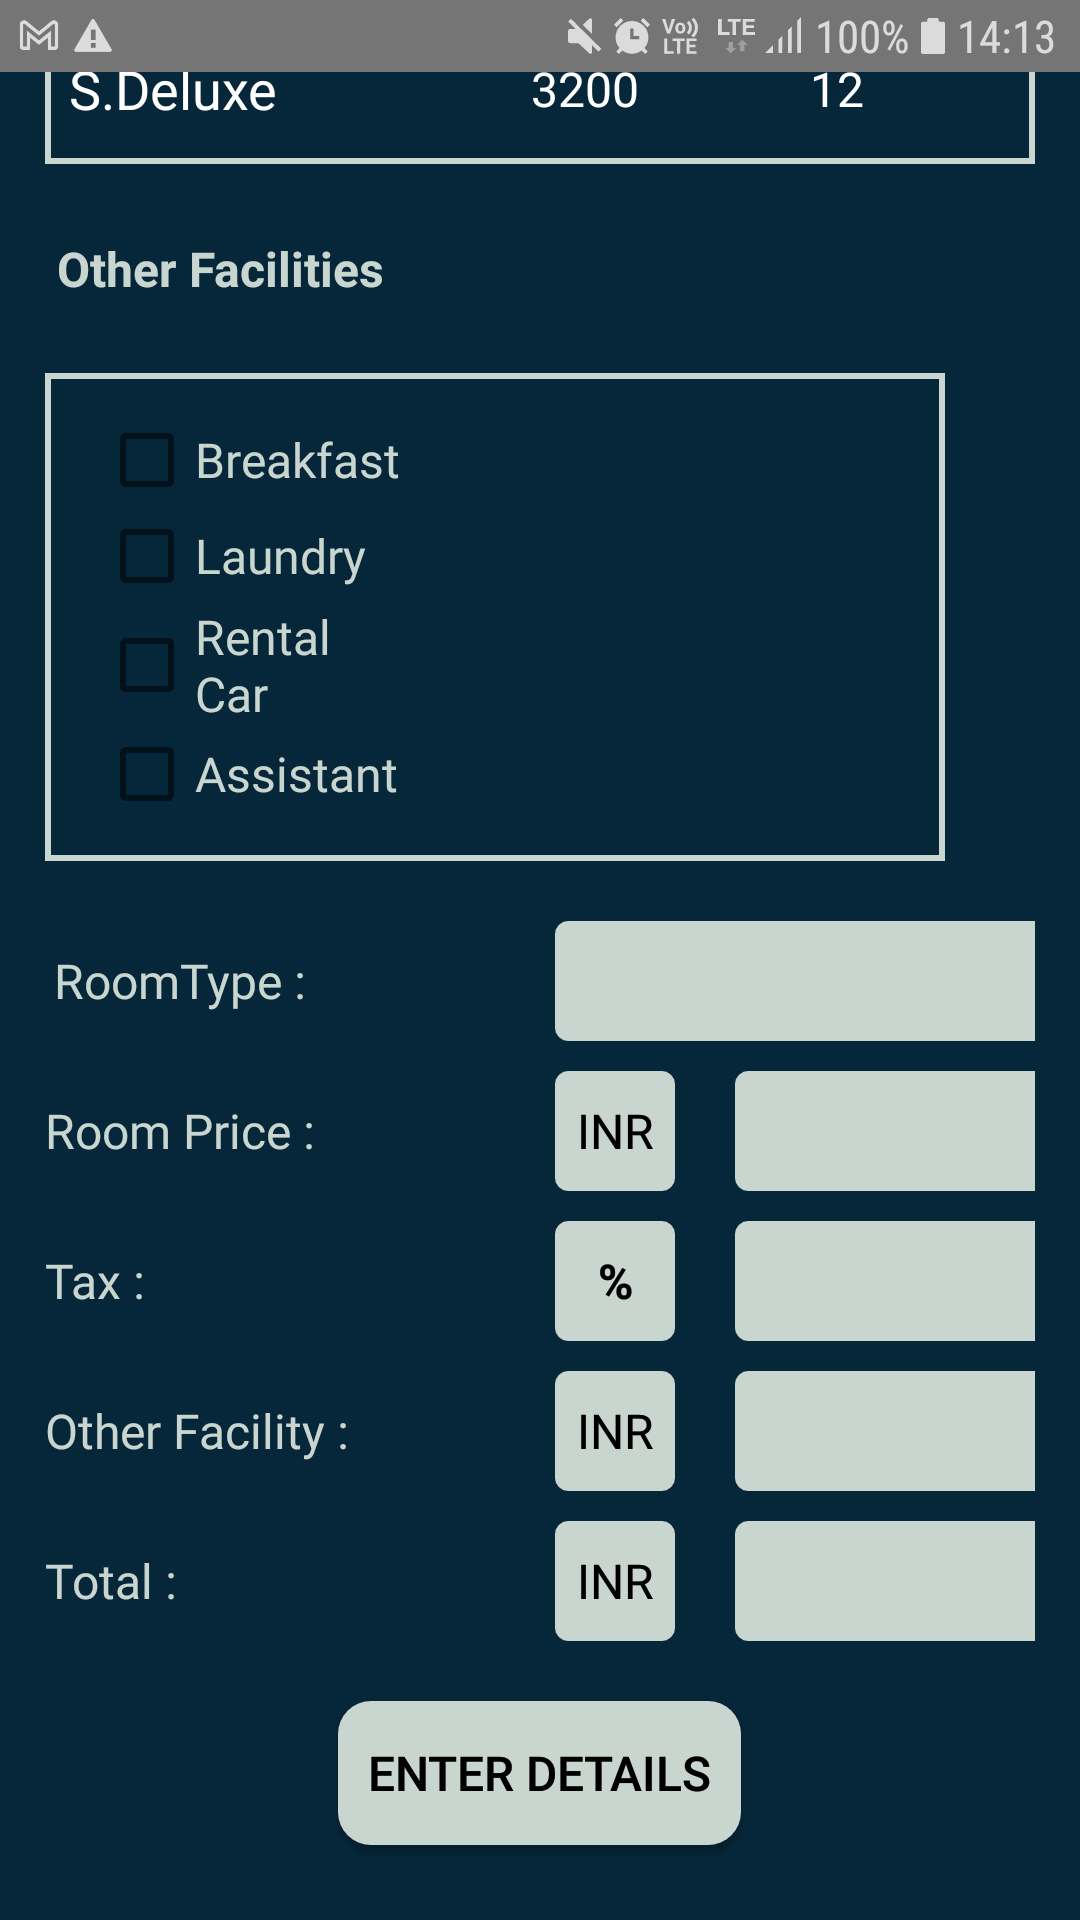 Vo)) LTE LTE 100% 14:13
S.Deluxe 3200 12
Other Facilities
Breakfast
Laundry
Rental
Car
Assistant
RoomType :
Room Price : INR
Tax : %
Other Facility : INR
Total : INR
ENTER DETAILS